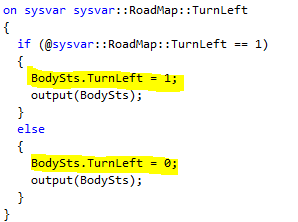 on sysvar sysvar::RoadMap::TurnLeft
{
  if (@sysvar::RoadMap::TurnLeft == 1)
  {
    BodySts.TurnLeft = 1;
    output(BodySts);
  }
  else
  {
    BodySts.TurnLeft = 0;
    output(BodySts);
  }
}